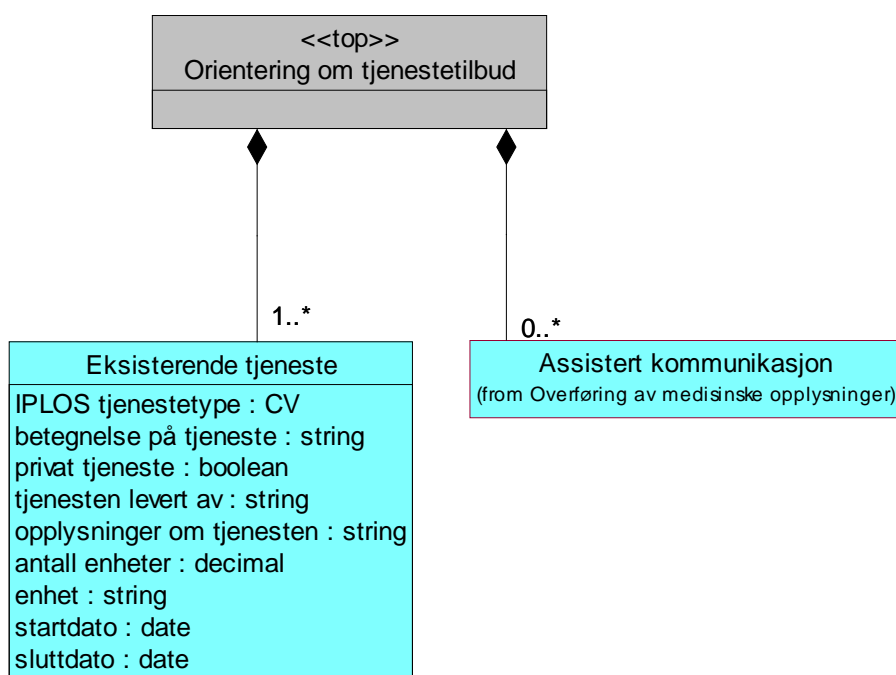 <<top>>
Orientering om tjenestetilbud
1..*
0..*
Eksisterende tjeneste
IPLOS tjenestetype : CV
betegnelse på tjeneste : string
privat tjeneste : boolean
tjenesten levert av : string
opplysninger om tjenesten : string
antall enheter : decimal
enhet : string
startdato : date
sluttdato : date
Assistert kommunikasjon
(from Overføring av medisinske opplysninger)